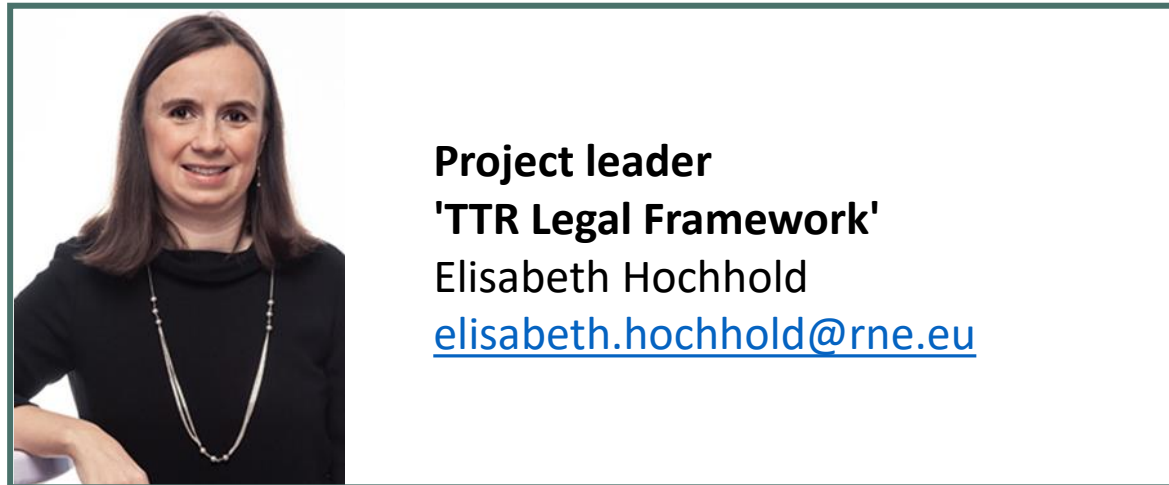 Project leader
'TTR Legal Framework'
Elisabeth Hochhold
elisabeth.hochhold@rne.eu